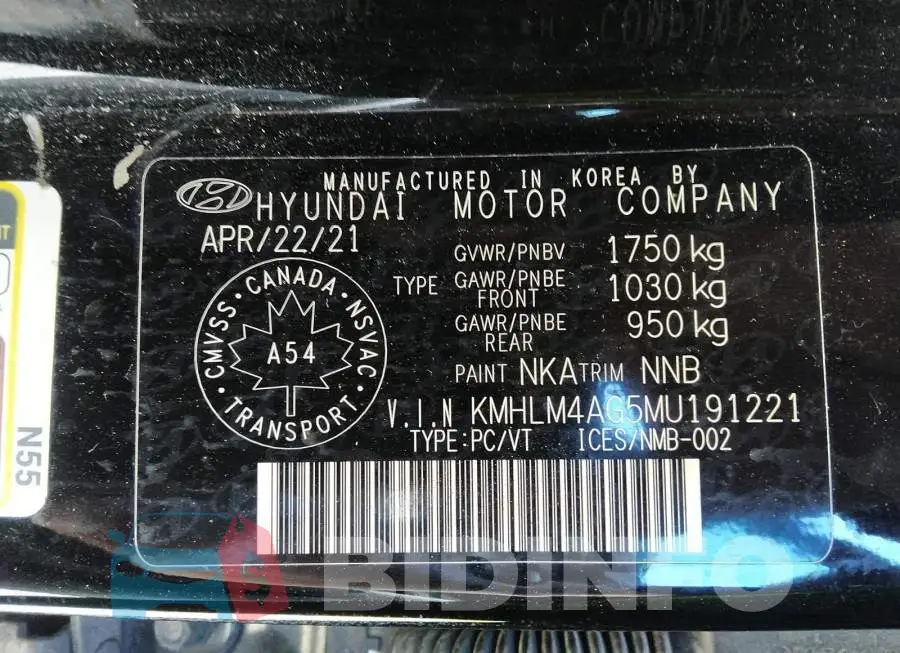 MANUFACTURED IN KOREA BY
HYUNDAI MOTOR COMPANY
APR/22/21
GVWR/PNBV 1750 kg
TYPE GAWR/PNBE FRONT 1030 kg
GAWR/PNBE REAR 950 kg
CMVSS · CANADA · NSVAC · TRANSPORT ·
A54
PAINT NKA TRIM NNB
V.I.N KMHLM4AG5MU191221
TYPE:PC/VT ICES/NMB-002
N55
BIDINFO